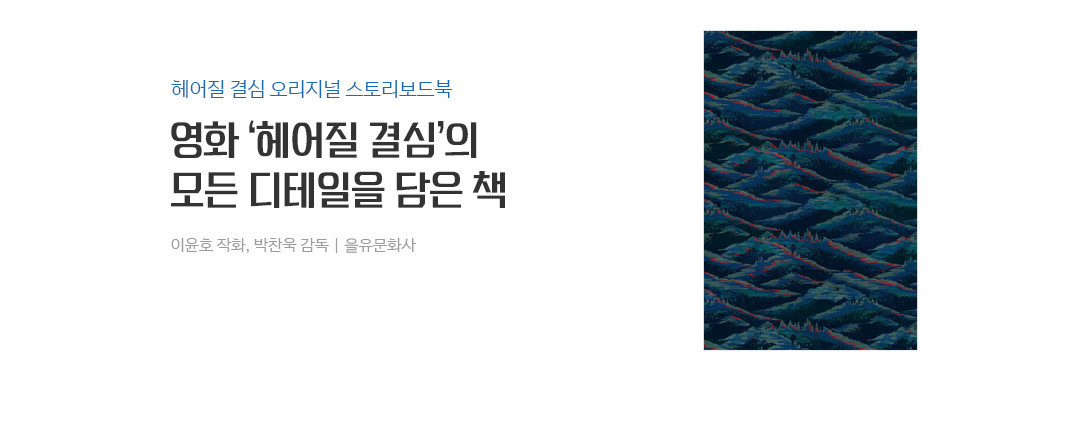 헤어질 결심 오리지널 스토리보드북
영화 ‘헤어질 결심’의
모든 디테일을 담은 책
이윤호 작화, 박찬욱 감독 | 을유문화사